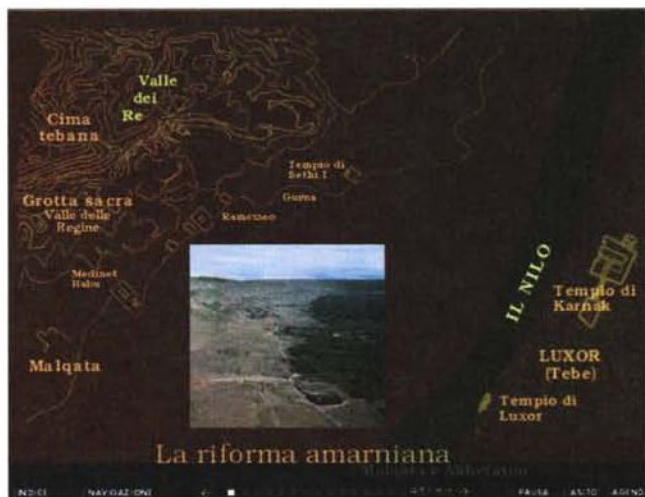 Valle
dei
Re
Cima
tebana
Tempio di
Sethi I
Gurna
Grotta sacra
Valle delle
Regine
Ramesseo
Medinet
Habu
IL NILO
Tempio di
Karnak
Malqata
LUXOR
(Tebe)
Tempio di
Luxor
La riforma amarniana
INDICE
NAVIGAZIONE
PAUSA